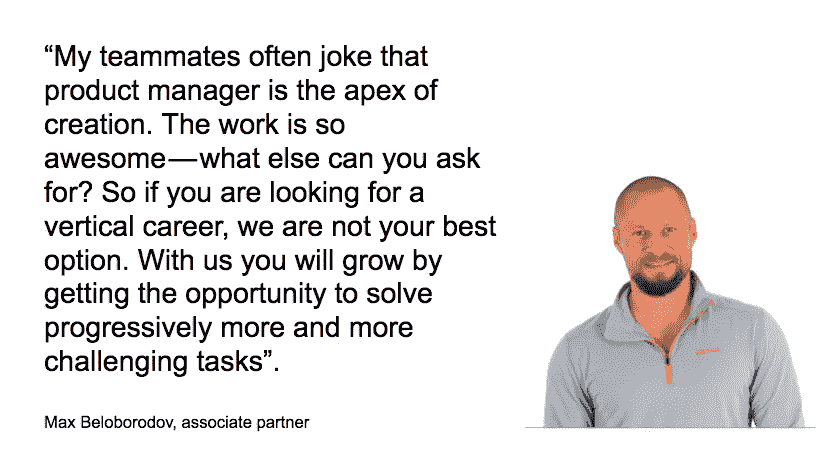 “My teammates often joke that
product manager is the apex of
creation. The work is so
awesome—what else can you ask
for? So if you are looking for a
vertical career, we are not your best
option. With us you will grow by
getting the opportunity to solve
progressively more and more
challenging tasks”.
Max Beloborodov, associate partner